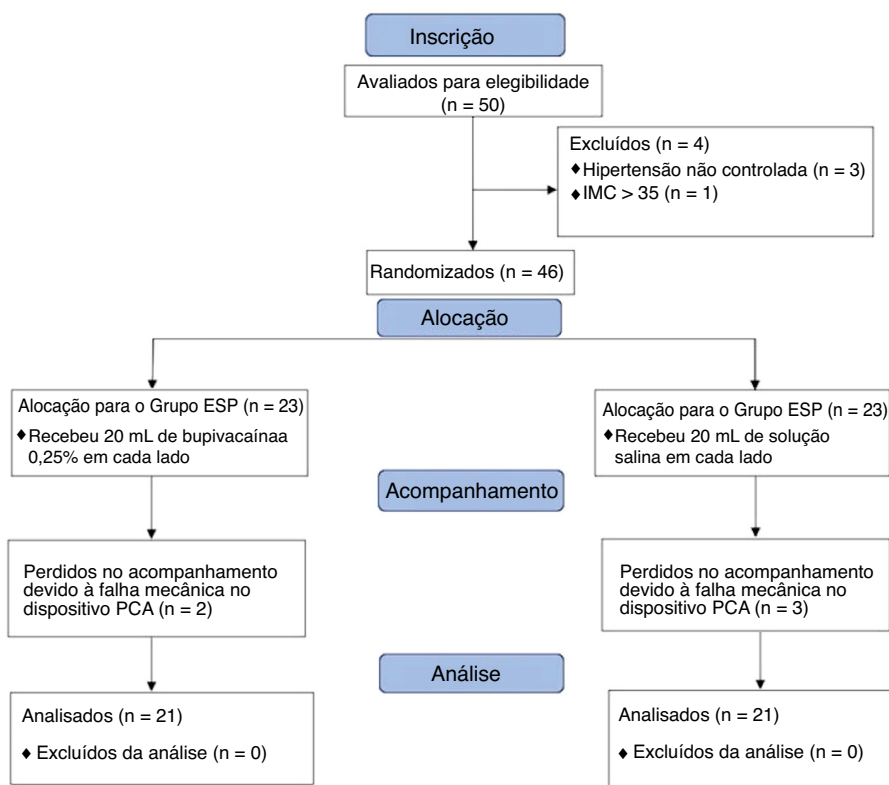 Inscrição
Avaliados para elegibilidade
(n = 50)
Excluídos (n = 4)
♦Hipertensão não controlada (n = 3)
♦IMC > 35 (n = 1)
Randomizados (n = 46)
Alocação
Alocação para o Grupo ESP (n = 23)
♦Recebeu 20 mL de bupivacaínaa
0,25% em cada lado
Alocação para o Grupo ESP (n = 23)
♦Recebeu 20 mL de solução
salina em cada lado
Acompanhamento
Perdidos no acompanhamento
devido à falha mecânica no
dispositivo PCA (n = 2)
Perdidos no acompanhamento
devido à falha mecânica no
dispositivo PCA (n = 3)
Análise
Analisados (n = 21)
♦ Excluídos da análise (n = 0)
Analisados (n = 21)
♦ Excluídos da análise (n = 0)